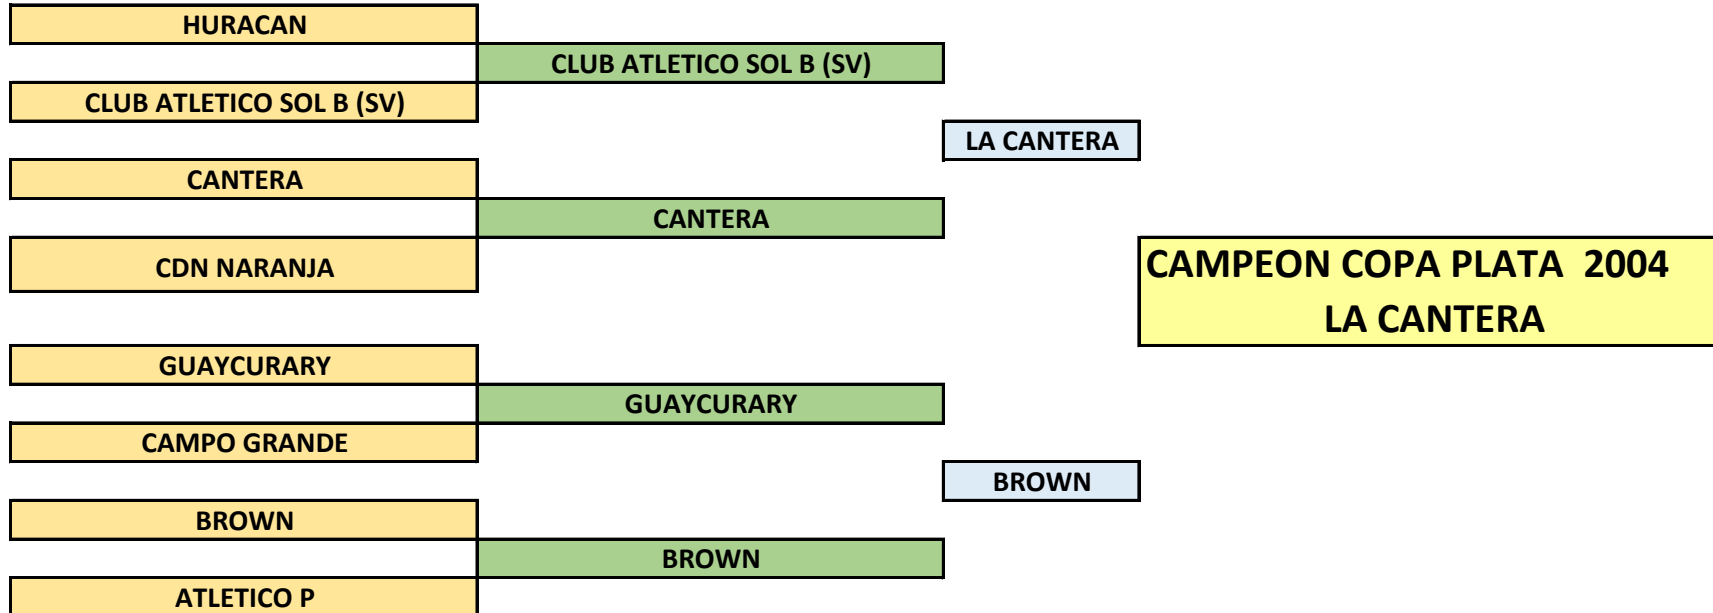 HURACAN
CLUB ATLETICO SOL B (SV)
CLUB ATLETICO SOL B (SV)
LA CANTERA
CANTERA
CANTERA
CDN NARANJA
CAMPEON COPA PLATA  2004
LA CANTERA
GUAYCURARY
GUAYCURARY
CAMPO GRANDE
BROWN
BROWN
BROWN
ATLETICO P